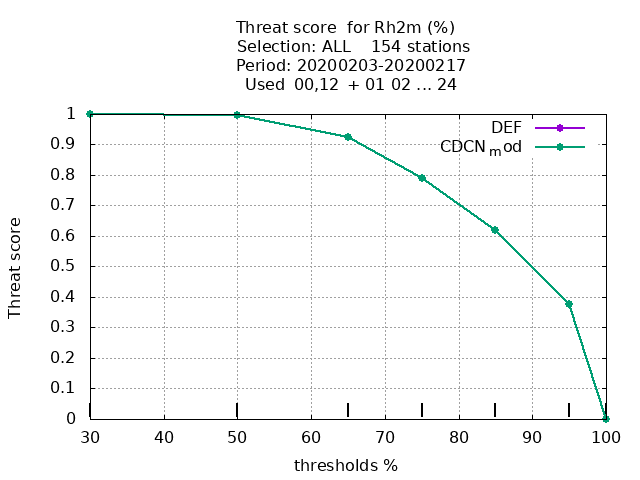 Threat score for Rh2m (%)
Selection: ALL 154 stations
Period: 20200203-20200217
Used 00,12 + 01 02 ... 24
DEF
CDCNmod
1
0.9
0.8
0.7
0.6
0.5
0.4
0.3
0.2
0.1
0
Threat score
30 40 50 60 70 80 90 100
thresholds %